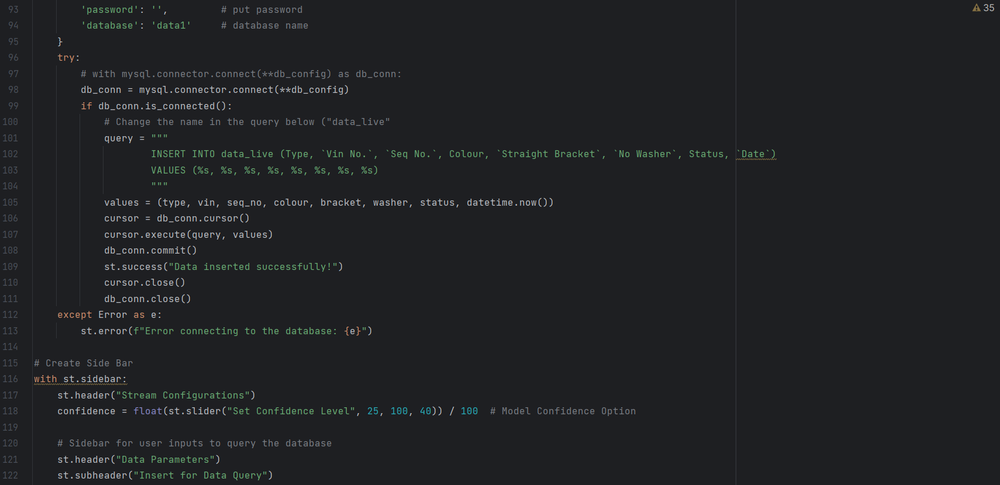 35
93 'password': '', # put password
94 'database': 'data1' # database name
95 }
96 try:
97 # with mysql.connector.connect(**db_config) as db_conn:
98 db_conn = mysql.connector.connect(**db_config)
99 if db_conn.is_connected():
100 # Change the name in the query below ("data_live"
101 query = """
102 INSERT INTO data_live (Type, `Vin No.`, `Seq No.`, Colour, `Straight Bracket`, `No Washer`, Status, `Date`)
103 VALUES (%s, %s, %s, %s, %s, %s, %s, %s)
104 """
105 values = (type, vin, seq_no, colour, bracket, washer, status, datetime.now())
106 cursor = db_conn.cursor()
107 cursor.execute(query, values)
108 db_conn.commit()
109 st.success("Data inserted successfully!")
110 cursor.close()
111 db_conn.close()
112 except Error as e:
113 st.error(f"Error connecting to the database: {e}")
114
115 # Create Side Bar
116 with st.sidebar:
117 st.header("Stream Configurations")
118 confidence = float(st.slider("Set Confidence Level", 25, 100, 40)) / 100 # Model Confidence Option
119
120 # Sidebar for user inputs to query the database
121 st.header("Data Parameters")
122 st.subheader("Insert for Data Query")